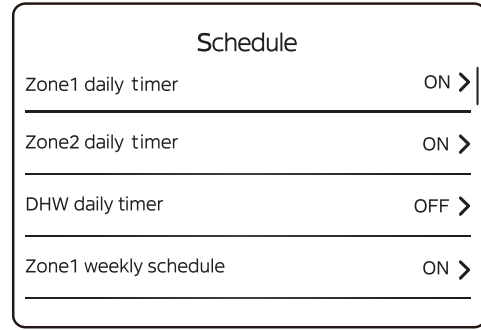 Schedule
Zone1 daily timer ON >
Zone2 daily timer ON >
DHW daily timer OFF >
Zone1 weekly schedule ON >